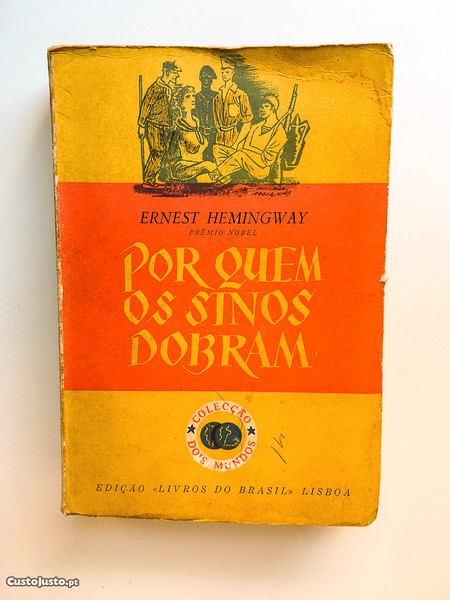 ERNEST HEMINGWAY
PRÉMIO NOBEL
POR QUEM
OS SINOS
DOBRAM
COLECÇÃO
DOIS MUNDOS
EDIÇÃO «LIVROS DO BRASIL» LISBOA
CustoJusto.pt